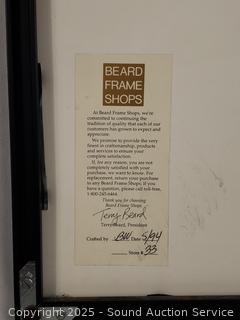 BEARD
FRAME
SHOPS
At Beard Frame Shops, we're
committed to continuing the
tradition of quality that each of our
customers has grown to expect and
appreciate.
We promise to provide the very
finest in craftsmanship, products
and services to ensure your
complete satisfaction.
If, for any reason, you are not
completely satisfied with your
purchase, we want to know. For
replacement, return your purchase
to any Beard Frame Shops. If you
have a question, please call toll-free,
1-800-245-6464
Thank you for choosing
Beard Frame Shops
Terry Beard
Terry Beard, President
Crafted by BW Date 5/94
Store # 33
Copyright 2025 - Sound Auction Service